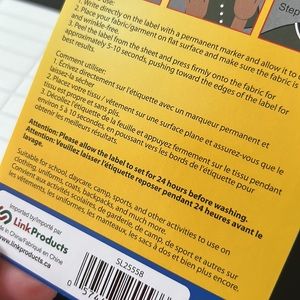 Step
Use:
1. Write directly on the label with a permanent marker and allow it to
2. Place your fabric/garment on flat surface and make sure the fabric is
and wrinkle-free.
3. Peel the label from the sheet and press firmly onto the fabric for
approximately 5-10 seconds, pushing toward the edges of the label for
best results.
Comment utiliser:
1. Écrivez directement sur l'étiquette avec un marqueur permanent et
laissez-la sécher
2. Placez votre tissu / vêtement sur une surface plane et assurez-vous que le
tissu est propre et sans plis.
3. Décollez l'étiquette de la feuille et appuyez fermement sur le tissu pendant
environ 5 à 10 secondes, en poussant vers les bords de l'étiquette pour
obtenir les meilleurs résultats.
Attention: Please allow the label to set for 24 hours before washing.
Attention: Veuillez laisser l'étiquette reposer pendant 24 heures avant le
lavage.
Suitable for school, daycare, camp, sports, and other activities to use on
clothing, uniforms, coats, backpacks, and much more.
Convient aux activités scolaires, de garderie, de camp, de sport et autres sur
les vêtements, les uniformes, les manteaux, les sacs à dos et bien plus encore.
Imported by/Importé par
LinkProducts
Made in China/Fabriqué en Chine
www.linkproducts.ca
SL25558